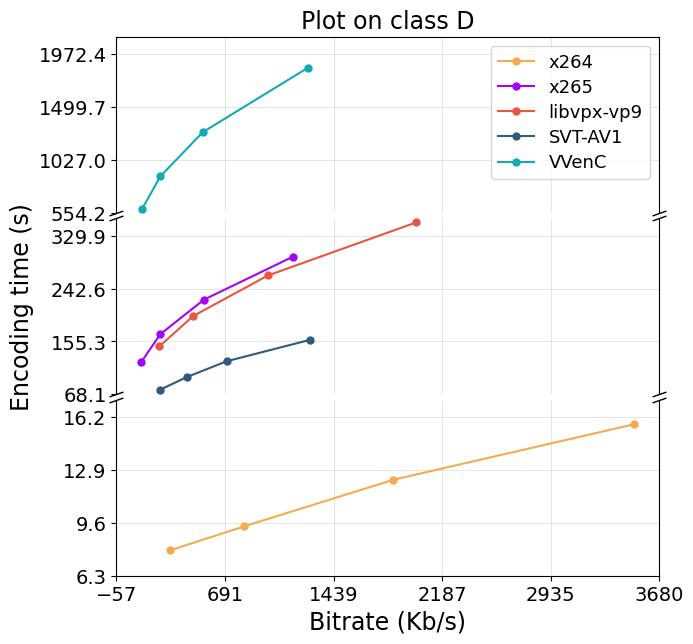 Plot on class D
1972.4
1499.7
1027.0
554.2
329.9
242.6
155.3
68.1
16.2
12.9
9.6
6.3
Encoding time (s)
x264
x265
libvpx-vp9
SVT-AV1
VVenC
−57 691 1439 2187 2935 3680
Bitrate (Kb/s)